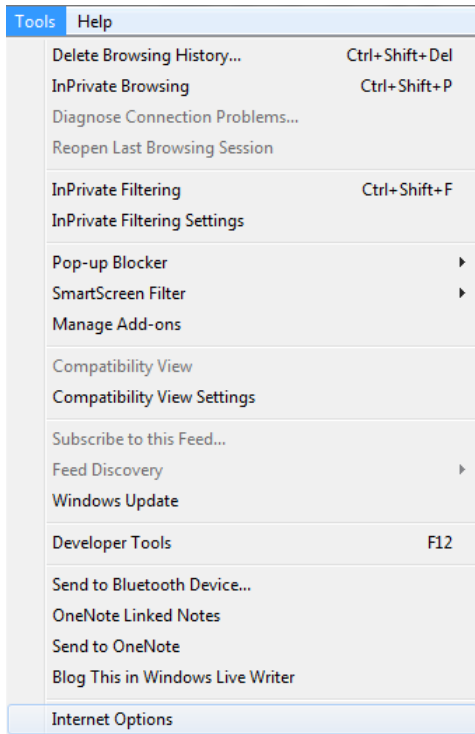 Tools Help
Delete Browsing History... Ctrl+Shift+Del
InPrivate Browsing Ctrl+Shift+P
Diagnose Connection Problems...
Reopen Last Browsing Session
InPrivate Filtering Ctrl+Shift+F
InPrivate Filtering Settings
Pop-up Blocker
SmartScreen Filter
Manage Add-ons
Compatibility View
Compatibility View Settings
Subscribe to this Feed...
Feed Discovery
Windows Update
Developer Tools F12
Send to Bluetooth Device...
OneNote Linked Notes
Send to OneNote
Blog This in Windows Live Writer
Internet Options